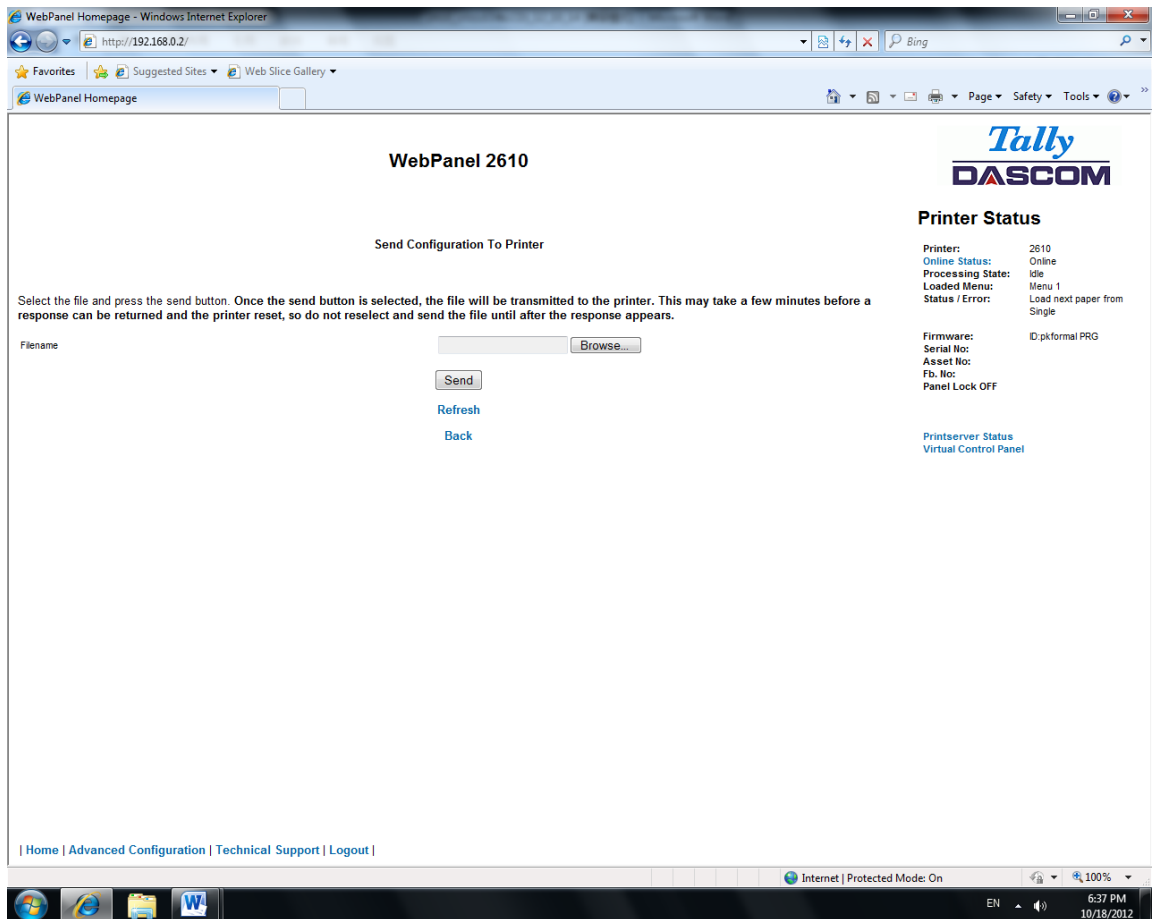 WebPanel Homepage - Windows Internet Explorer
http://192.168.0.2/
Bing
Favorites
Suggested Sites
Web Slice Gallery
WebPanel Homepage
Page
Safety
Tools
WebPanel 2610
Tally
DASCOM
Send Configuration To Printer
Select the file and press the send button. Once the send button is selected, the file will be transmitted to the printer. This may take a few minutes before a
response can be returned and the printer reset, so do not reselect and send the file until after the response appears.
Filename
Browse...
Send
Refresh
Back
Printer Status
Printer: 2610
Online Status: Online
Processing State: Idle
Loaded Menu: Menu 1
Status / Error: Load next paper from
Single
Firmware: ID:pkformal PRG
Serial No:
Asset No:
Fb. No:
Panel Lock OFF
Printserver Status
Virtual Control Panel
| Home | Advanced Configuration | Technical Support | Logout |
Internet | Protected Mode: On
100%
EN
6:37 PM
10/18/2012